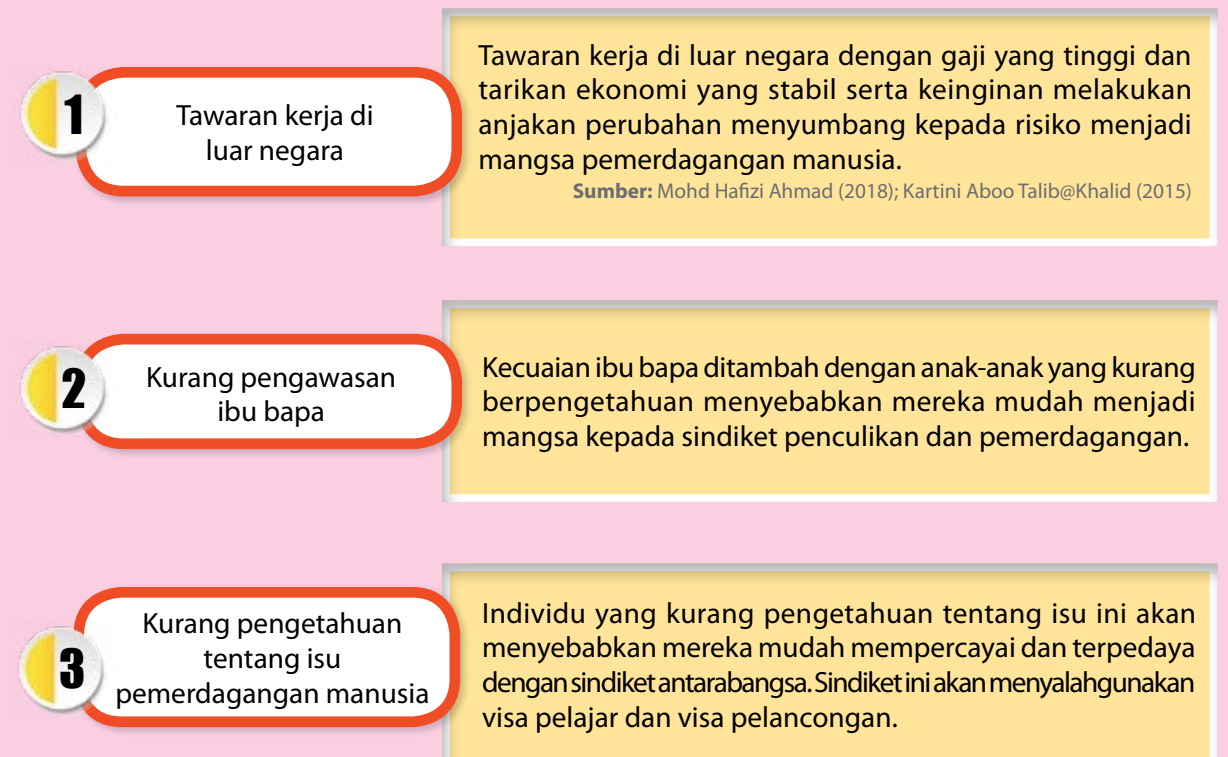 1
Tawaran kerja di
luar negara
Tawaran kerja di luar negara dengan gaji yang tinggi dan
tarikan ekonomi yang stabil serta keinginan melakukan
anjakan perubahan menyumbang kepada risiko menjadi
mangsa pemerdagangan manusia.
Sumber: Mohd Hafizi Ahmad (2018); Kartini Aboo Talib@Khalid (2015)
2
Kurang pengawasan
ibu bapa
Kecuaian ibu bapa ditambah dengan anak-anak yang kurang
berpengetahuan menyebabkan mereka mudah menjadi
mangsa kepada sindiket penculikan dan pemerdagangan.
3
Kurang pengetahuan
tentang isu
pemerdagangan manusia
Individu yang kurang pengetahuan tentang isu ini akan
menyebabkan mereka mudah mempercayai dan terpedaya
dengan sindiket antarabangsa. Sindiket ini akan menyalahgunakan
visa pelajar dan visa pelancongan.